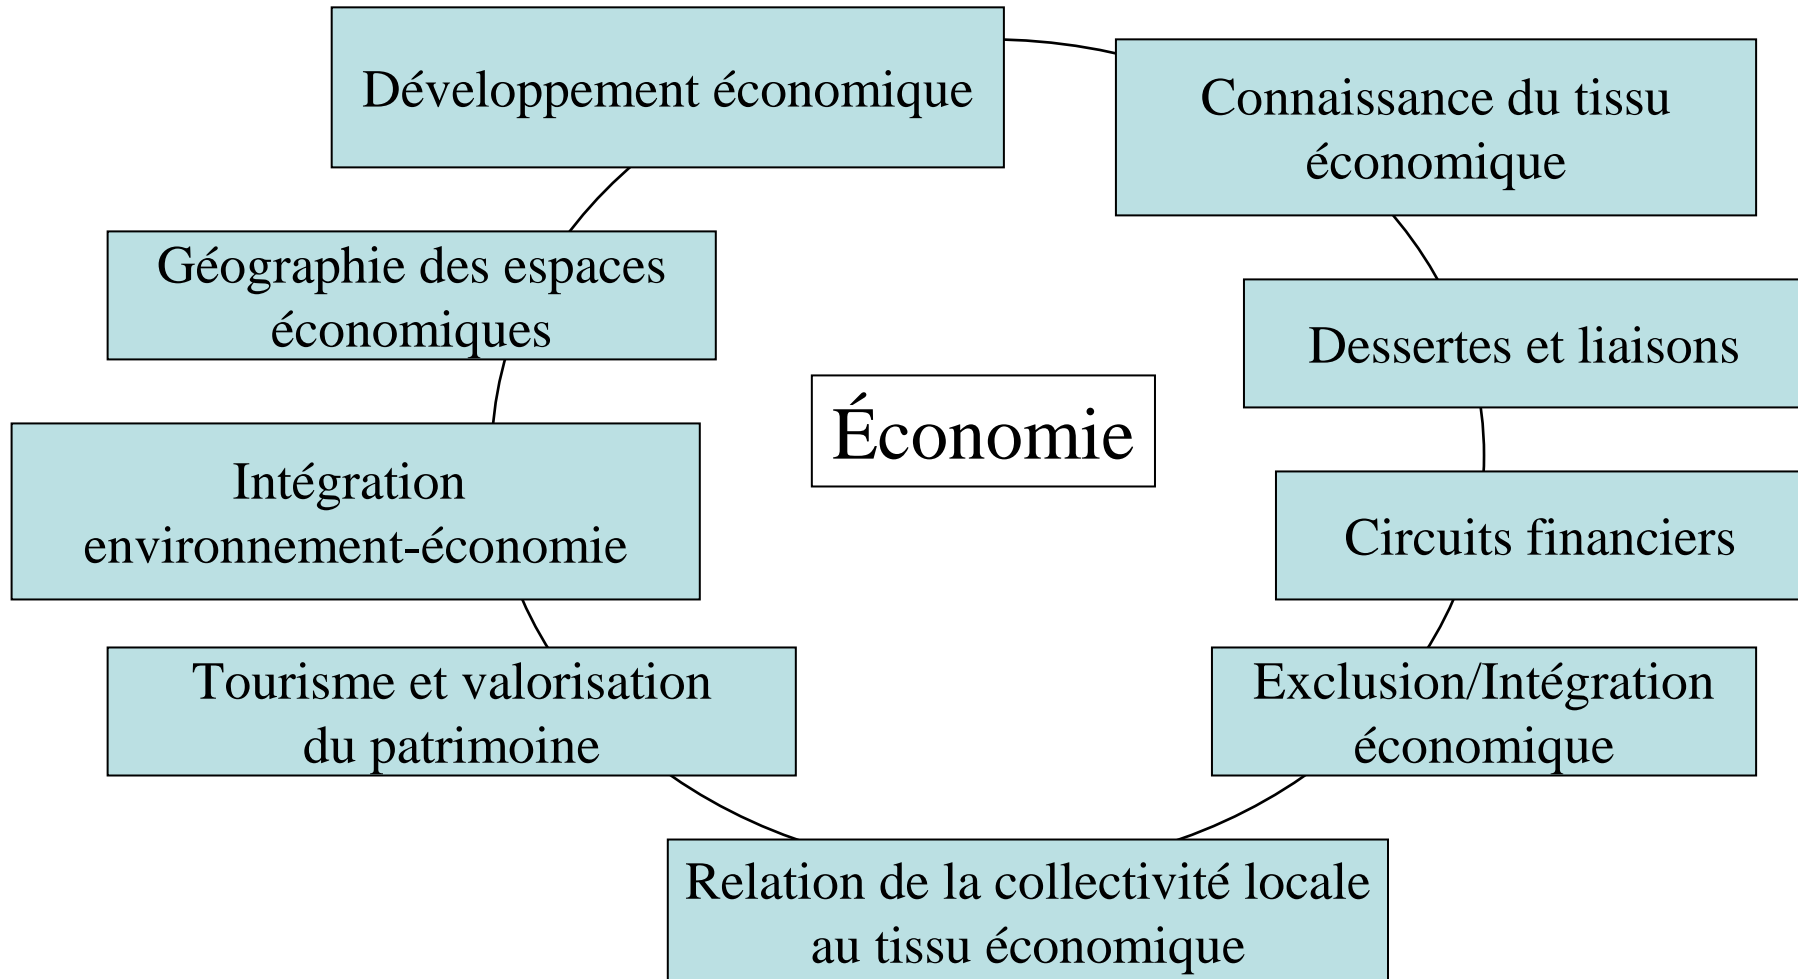 Développement économique
Connaissance du tissu
économique
Géographie des espaces
économiques
Dessertes et liaisons
Économie
Intégration
environnement-économie
Circuits financiers
Tourisme et valorisation
du patrimoine
Exclusion/Intégration
économique
Relation de la collectivité locale
au tissu économique